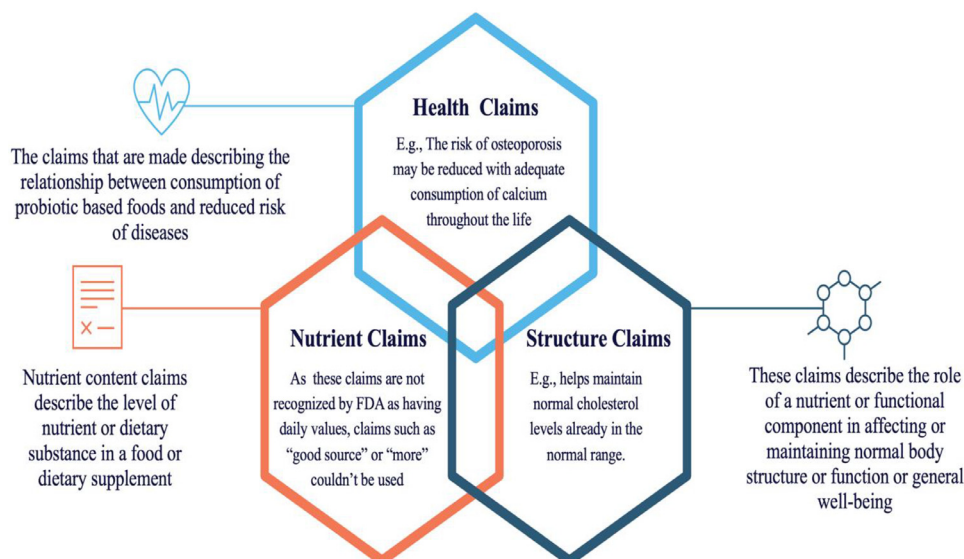 Health Claims
E.g., The risk of osteoporosis
may be reduced with adequate
consumption of calcium
throughout the life
The claims that are made describing the
relationship between consumption of
probiotic based foods and reduced risk
of diseases
Nutrient Claims
As these claims are not
recognized by FDA as having
daily values, claims such as
“good source” or “more”
couldn’t be used
Structure Claims
E.g., helps maintain
normal cholesterol
levels already in the
normal range.
Nutrient content claims
describe the level of
nutrient or dietary
substance in a food or
dietary supplement
These claims describe the role
of a nutrient or functional
component in affecting or
maintaining normal body
structure or function or general
well-being